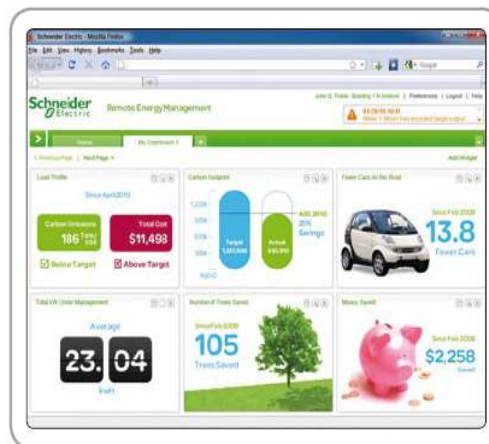 Schneider Electric - Mozilla Firefox
File Edit View History Bookmarks Tools Help
Schneider Electric
Remote Energy Management
Preferences | Logout | Help
Home
My Dashboard 1
< Previous Page | Next Page >
Add Widget
Load Profile
Since April 2010
Carbon Emissions
186
Total Cost
$11,498
Below Target
Above Target
Carbon Footprint
Target
Actual
25%
Savings
Fewer Cars on the Road
Since Feb 2009
13.8
Fewer Cars
Total kW Under Management
Average
23.04
kwH
Number of Trees Saved
Since Feb 2009
105
Trees Saved
Money Saved
Since Feb 2009
$2,258
Saved